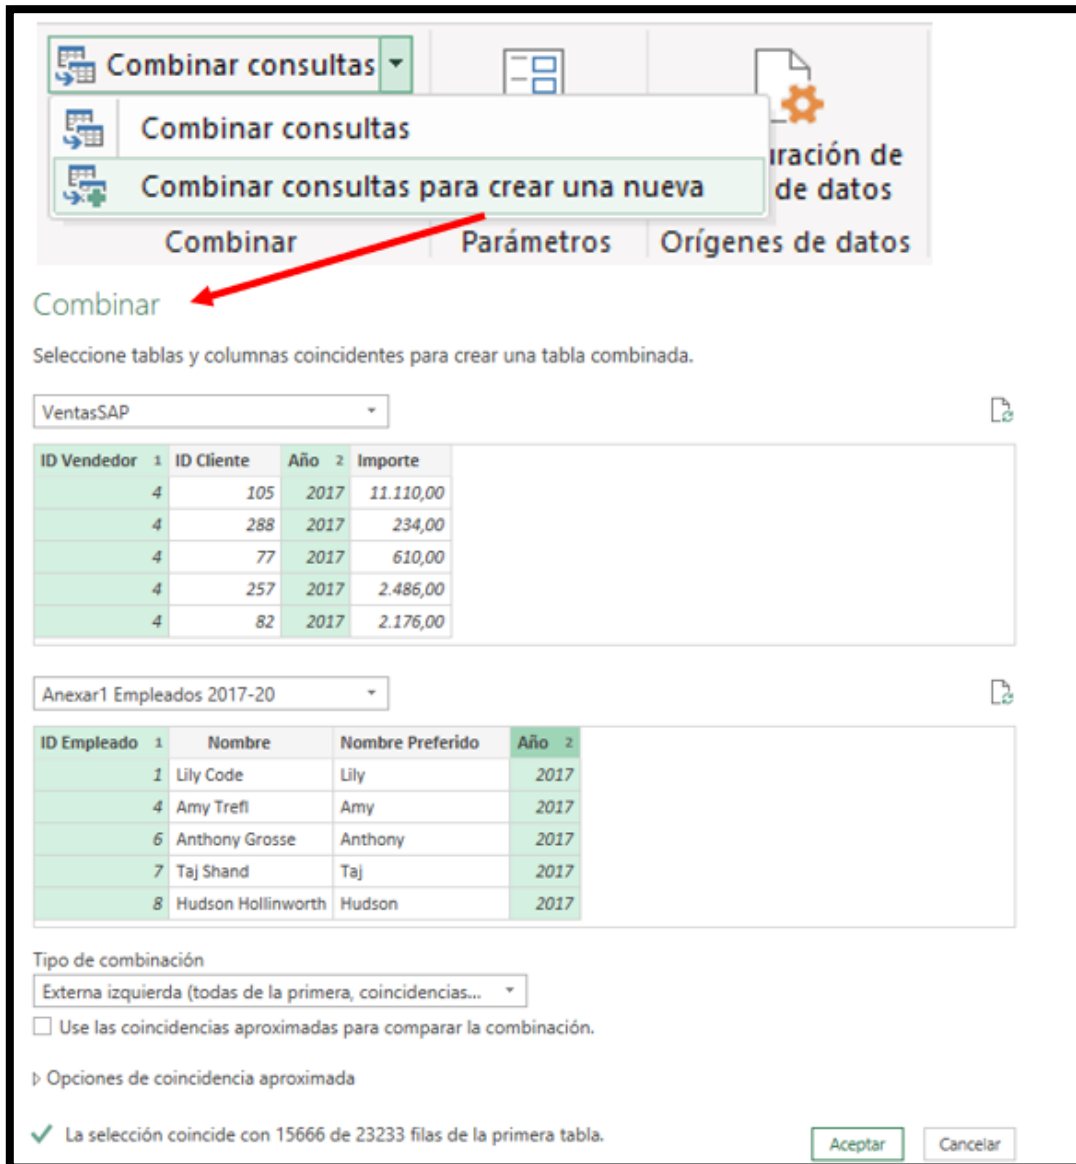 Combinar consultas
Combinar consultas
Combinar consultas para crear una nueva
uración de
de datos
Combinar Parámetros Orígenes de datos
Combinar
Seleccione tablas y columnas coincidentes para crear una tabla combinada.
VentasSAP
ID Vendedor 1 ID Cliente Año 2 Importe
4 105 2017 11.110,00
4 288 2017 234,00
4 77 2017 610,00
4 257 2017 2.486,00
4 82 2017 2.176,00
Anexar1 Empleados 2017-20
ID Empleado 1 Nombre Nombre Preferido Año 2
1 Lily Code Lily 2017
4 Amy Trefl Amy 2017
6 Anthony Grosse Anthony 2017
7 Taj Shand Taj 2017
8 Hudson Hollinworth Hudson 2017
Tipo de combinación
Externa izquierda (todas de la primera, coincidencias...
Use las coincidencias aproximadas para comparar la combinación.
Opciones de coincidencia aproximada
La selección coincide con 15666 de 23233 filas de la primera tabla.
Aceptar Cancelar